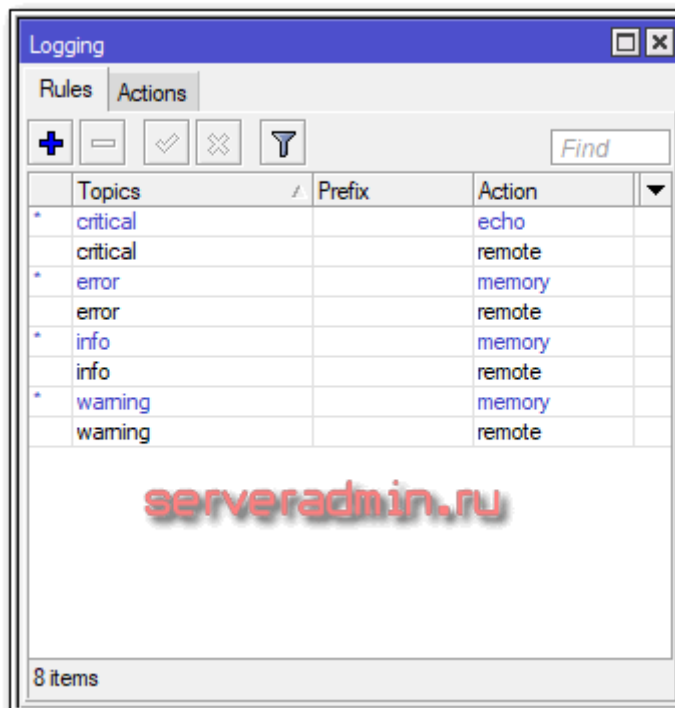 Logging
Rules Actions
Find
Topics Prefix Action
* critical echo
critical remote
* error memory
error remote
* info memory
info remote
* warning memory
warning remote
serveradmin.ru
8 items